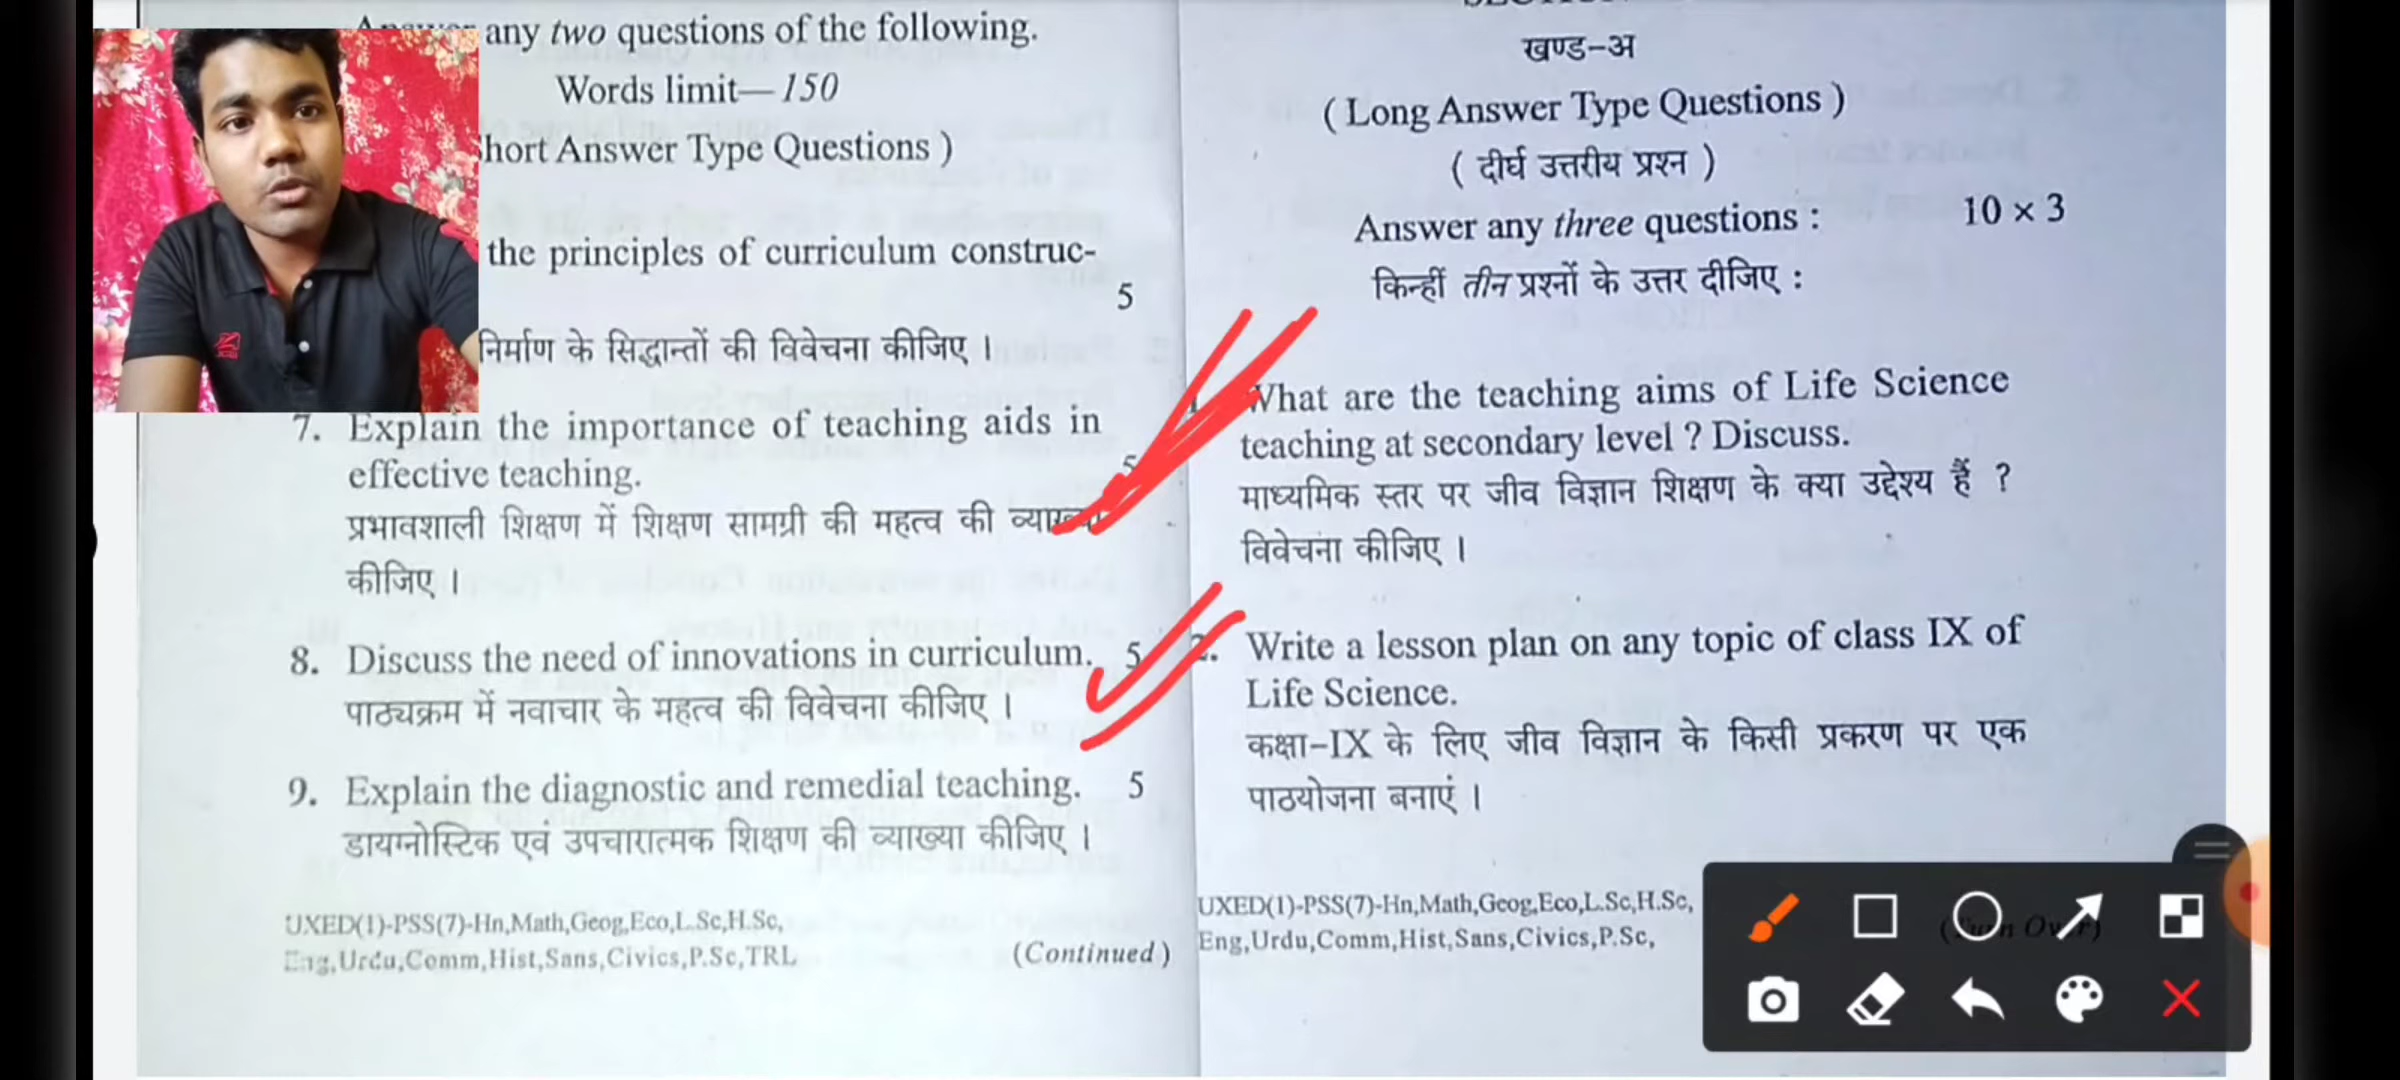 any two questions of the following.
Words limit—150
hort Answer Type Questions )
the principles of curriculum construc-
5
निर्माण के सिद्धान्तों की विवेचना कीजिए ।
7. Explain the importance of teaching aids in
effective teaching. 5
प्रभावशाली शिक्षण में शिक्षण सामग्री की महत्व की व्याख्या
कीजिए ।
8. Discuss the need of innovations in curriculum. 5
पाठ्यक्रम में नवाचार के महत्व की विवेचना कीजिए ।
9. Explain the diagnostic and remedial teaching. 5
डायग्नोस्टिक एवं उपचारात्मक शिक्षण की व्याख्या कीजिए ।
UXED(1)-PSS(7)-Hn,Math,Geog,Eco,L.Sc,H.Sc,
Eng,Urdu,Comm,Hist,Sans,Civics,P.Sc,TRL
(Continued)
खण्ड-अ
( Long Answer Type Questions )
( दीर्घ उत्तरीय प्रश्न )
Answer any three questions : 10 × 3
किन्हीं तीन प्रश्नों के उत्तर दीजिए :
What are the teaching aims of Life Science
teaching at secondary level ? Discuss.
माध्यमिक स्तर पर जीव विज्ञान शिक्षण के क्या उद्देश्य हैं ?
विवेचना कीजिए ।
2. Write a lesson plan on any topic of class IX of
Life Science.
कक्षा-IX के लिए जीव विज्ञान के किसी प्रकरण पर एक
पाठयोजना बनाएं ।
UXED(1)-PSS(7)-Hn,Math,Geog,Eco,L.Sc,H.Sc,
Eng,Urdu,Comm,Hist,Sans,Civics,P.Sc,